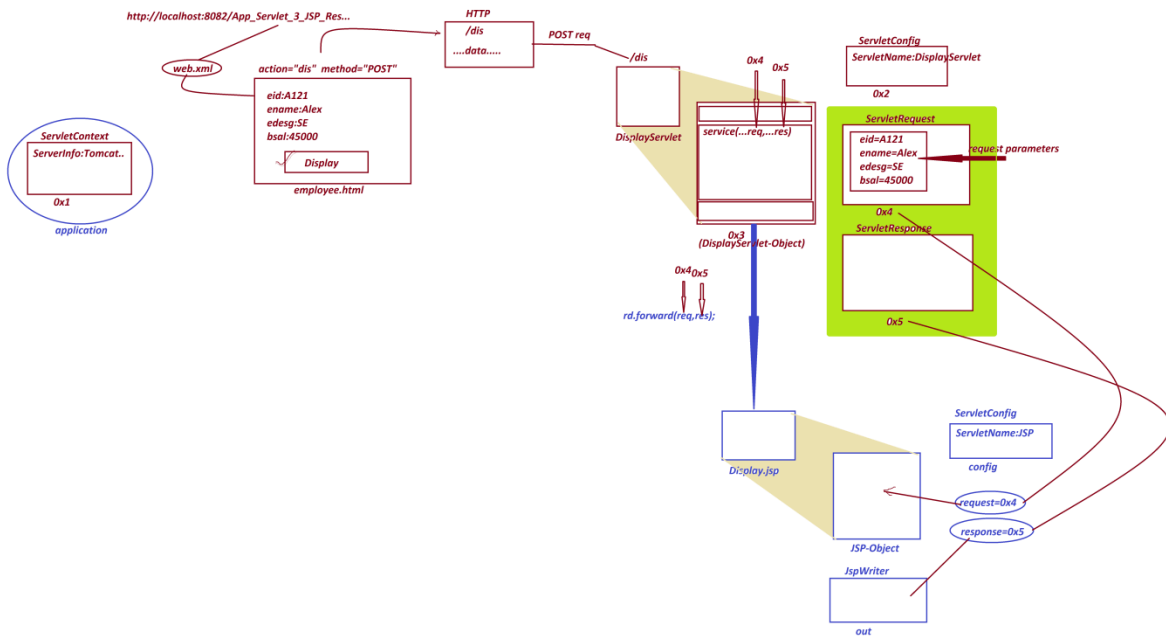 http://localhost:8082/App_Servlet_3_JSP_Res...
web.xml
action="dis" method="POST"
eid:A121
ename:Alex
edesg:SE
bsal:45000
Display
employee.html
ServletContext
ServerInfo:Tomcat..
0x1
application
HTTP
/dis
....data.....
POST req
/dis
DisplayServlet
0x4
0x5
service(...req,...res)
0x3
(DisplayServlet-Object)
ServletConfig
ServletName:DisplayServlet
0x2
ServletRequest
eid=A121
ename=Alex
edesg=SE
bsal=45000
request parameters
0x4
ServletResponse
0x5
0x4
0x5
rd.forward(req,res);
Display.jsp
JSP-Object
ServletConfig
ServletName:JSP
config
request=0x4
response=0x5
JspWriter
out